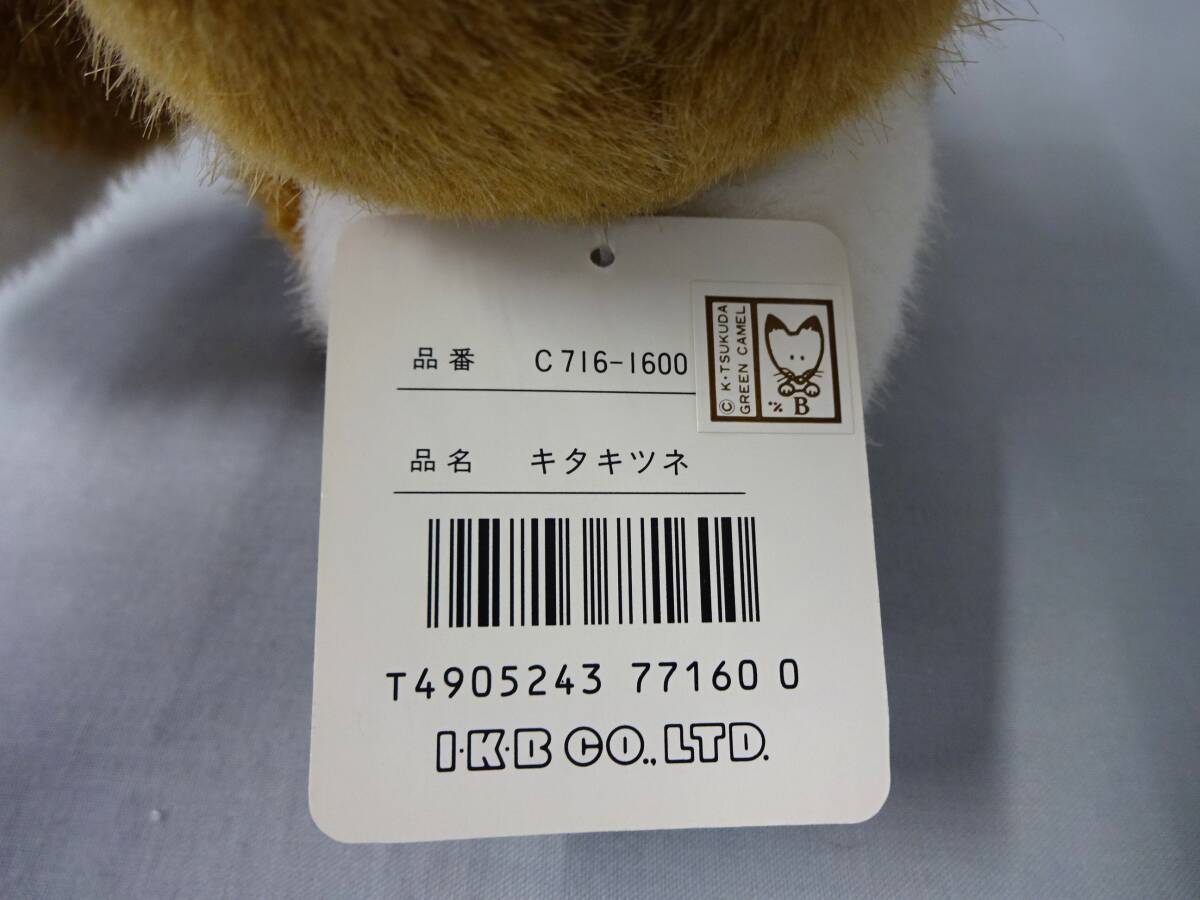 品番 C716-1600
© K・TSUKUDA
GREEN CAMEL
B
品名 キタキツネ
T4905243 77160 0
I・K・B CO., LTD.